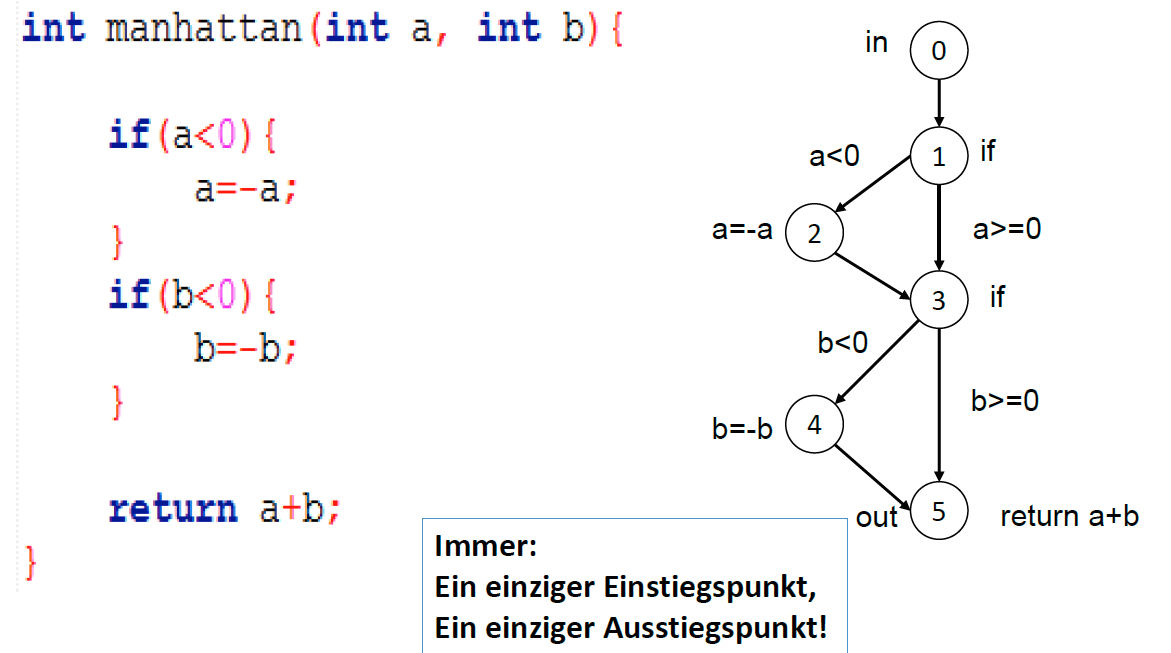 int manhattan(int a, int b){
if(a<0){
a=-a;
}
if(b<0){
b=-b;
}
return a+b;
}
in
0
1
if
a<0
a=-a
2
a>=0
3
if
b<0
b=-b
4
b>=0
out
5
return a+b
Immer:
Ein einziger Einstiegspunkt,
Ein einziger Ausstiegspunkt!